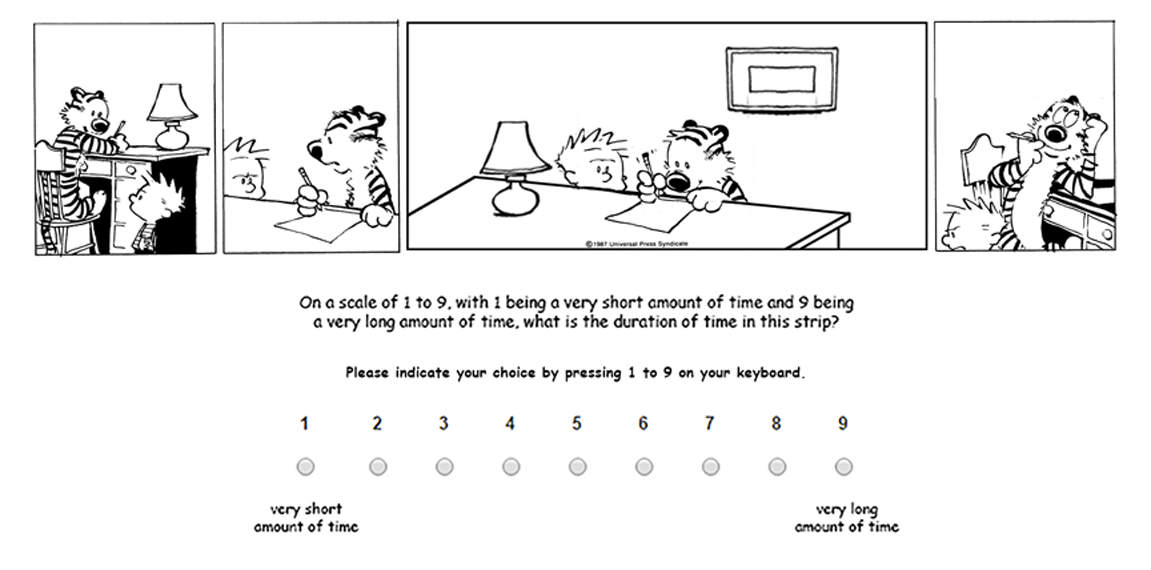 ©1987 Universal Press Syndicate
On a scale of 1 to 9, with 1 being a very short amount of time and 9 being
a very long amount of time, what is the duration of time in this strip?
Please indicate your choice by pressing 1 to 9 on your keyboard.
1 2 3 4 5 6 7 8 9
very short very long
amount of time amount of time